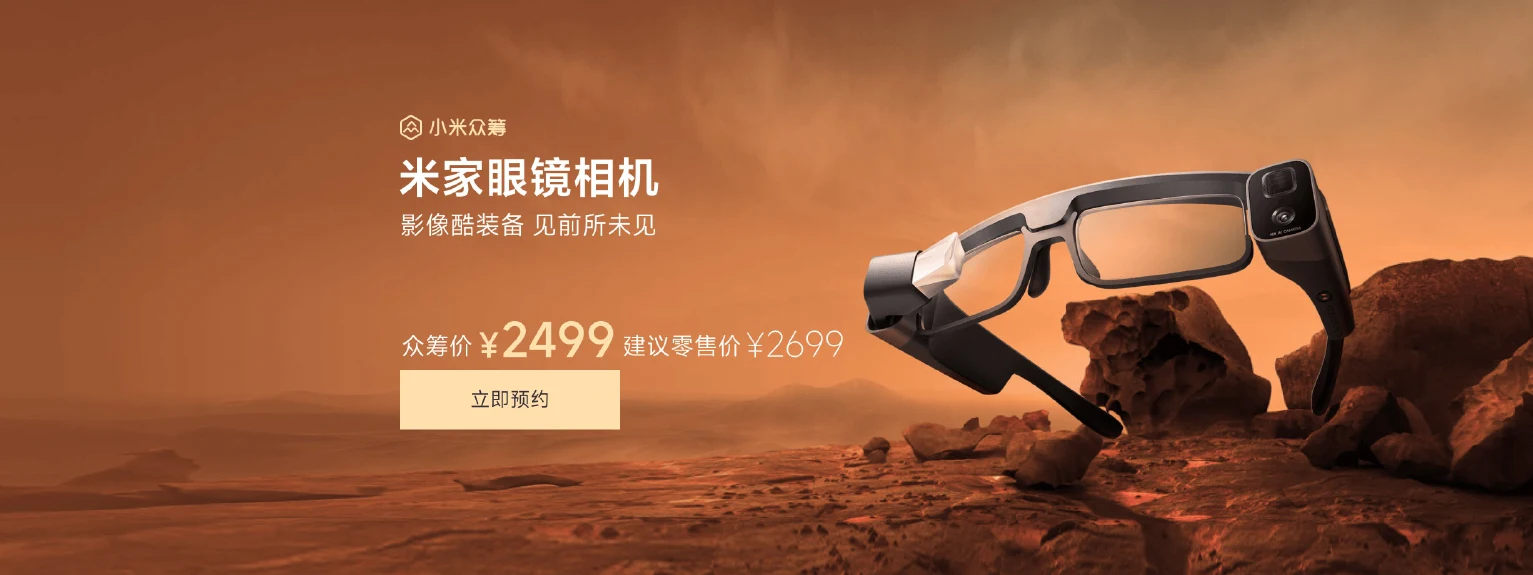 小米众筹
米家眼镜相机
影像酷装备 见前所未见
众筹价 ¥2499 建议零售价 ¥2699
立即预约